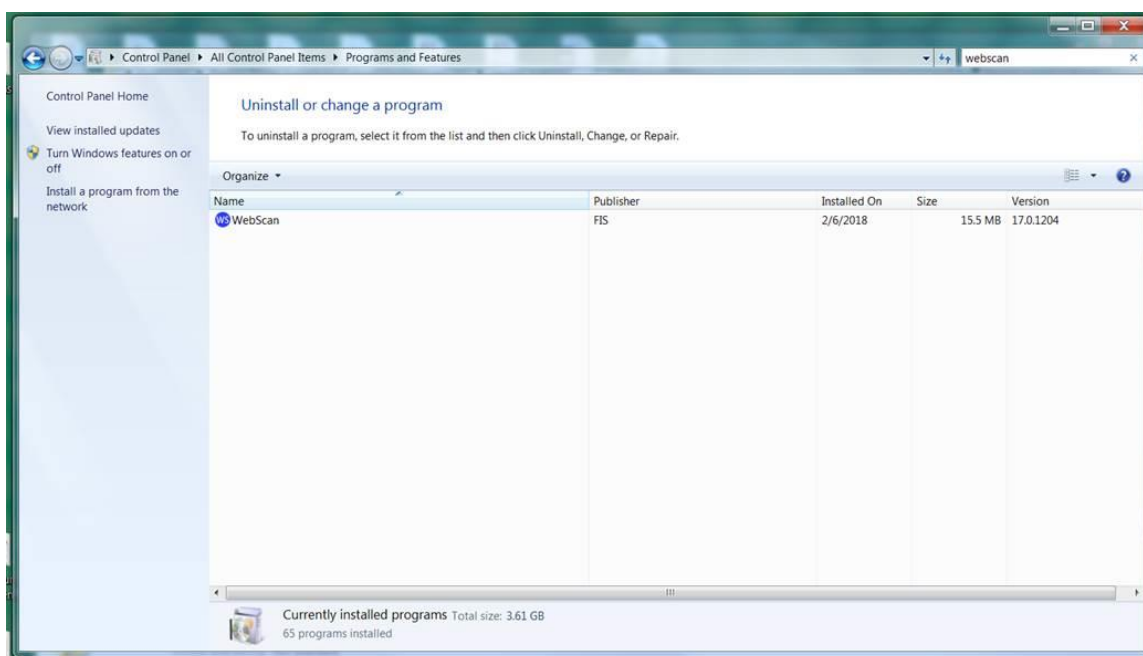 Control Panel ▸ All Control Panel Items ▸ Programs and Features
webscan
Control Panel Home
View installed updates
Turn Windows features on or
off
Install a program from the
network
Uninstall or change a program
To uninstall a program, select it from the list and then click Uninstall, Change, or Repair.
Organize
Name Publisher Installed On Size Version
WS WebScan FIS 2/6/2018 15.5 MB 17.0.1204
Currently installed programs Total size: 3.61 GB
65 programs installed